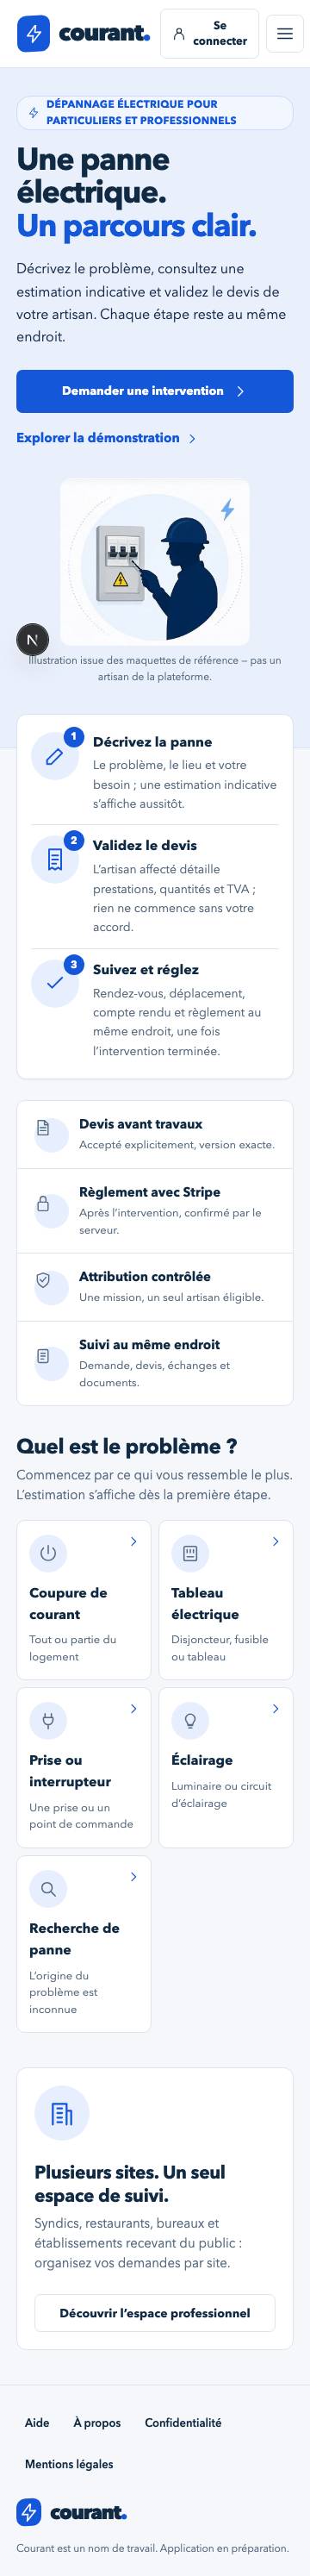 courant.
Se
connecter
DÉPANNAGE ÉLECTRIQUE POUR
PARTICULIERS ET PROFESSIONNELS
Une panne
électrique.
Un parcours clair.
Décrivez le problème, consultez une
estimation indicative et validez le devis de
votre artisan. Chaque étape reste au même
endroit.
Demander une intervention
Explorer la démonstration
N
Illustration issue des maquettes de référence — pas un
artisan de la plateforme.
1
Décrivez la panne
Le problème, le lieu et votre
besoin ; une estimation indicative
s’affiche aussitôt.
2
Validez le devis
L’artisan affecté détaille
prestations, quantités et TVA ;
rien ne commence sans votre
accord.
3
Suivez et réglez
Rendez-vous, déplacement,
compte rendu et règlement au
même endroit, une fois
l’intervention terminée.
Devis avant travaux
Accepté explicitement, version exacte.
Règlement avec Stripe
Après l’intervention, confirmé par le
serveur.
Attribution contrôlée
Une mission, un seul artisan éligible.
Suivi au même endroit
Demande, devis, échanges et
documents.
Quel est le problème ?
Commencez par ce qui vous ressemble le plus.
L’estimation s’affiche dès la première étape.
Coupure de
courant
Tout ou partie du
logement
Tableau
électrique
Disjoncteur, fusible
ou tableau
Prise ou
interrupteur
Une prise ou un
point de commande
Éclairage
Luminaire ou circuit
d’éclairage
Recherche de
panne
L’origine du
problème est
inconnue
Plusieurs sites. Un seul
espace de suivi.
Syndics, restaurants, bureaux et
établissements recevant du public :
organisez vos demandes par site.
Découvrir l’espace professionnel
Aide
À propos
Confidentialité
Mentions légales
courant.
Courant est un nom de travail. Application en préparation.